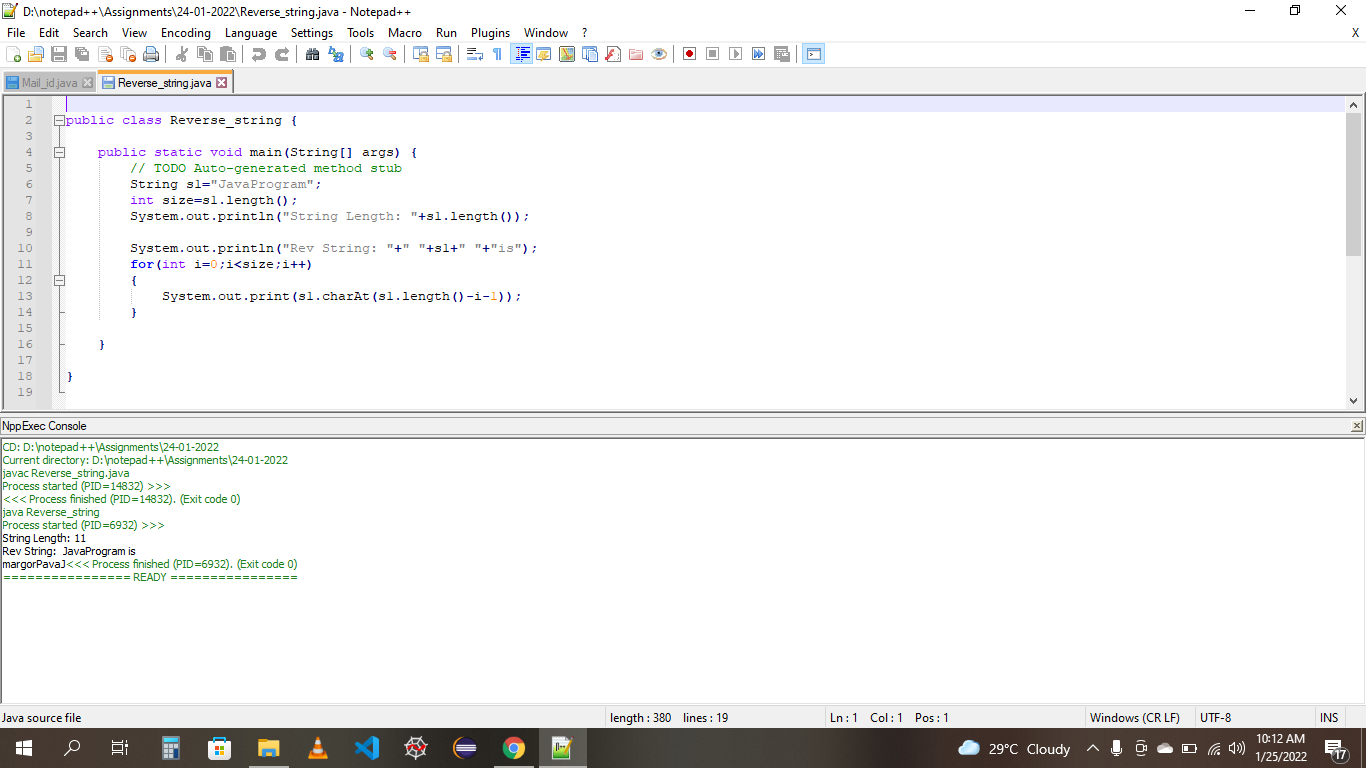 D:\notepad++\Assignments\24-01-2022\Reverse_string.java - Notepad++
File Edit Search View Encoding Language Settings Tools Macro Run Plugins Window ? X
Mail_id.java Reverse_string.java
1
2 public class Reverse_string {
3
4 public static void main(String[] args) {
5 // TODO Auto-generated method stub
6 String s1="JavaProgram";
7 int size=s1.length();
8 System.out.println("String Length: "+s1.length());
9
10 System.out.println("Rev String: "+" "+s1+" "+"is");
11 for(int i=0;i<size;i++)
12 {
13 System.out.print(s1.charAt(s1.length()-i-1));
14 }
15
16 }
17
18 }
19
NppExec Console
CD: D:\notepad++\Assignments\24-01-2022
Current directory: D:\notepad++\Assignments\24-01-2022
javac Reverse_string.java
Process started (PID=14832) >>>
<<< Process finished (PID=14832). (Exit code 0)
java Reverse_string
Process started (PID=6932) >>>
String Length: 11
Rev String:  JavaProgram is
margorPavaJ<<< Process finished (PID=6932). (Exit code 0)
================ READY ================
Java source file length : 380 lines : 19 Ln : 1 Col : 1 Pos : 1 Windows (CR LF) UTF-8 INS
29°C Cloudy 10:12 AM
1/25/2022 17